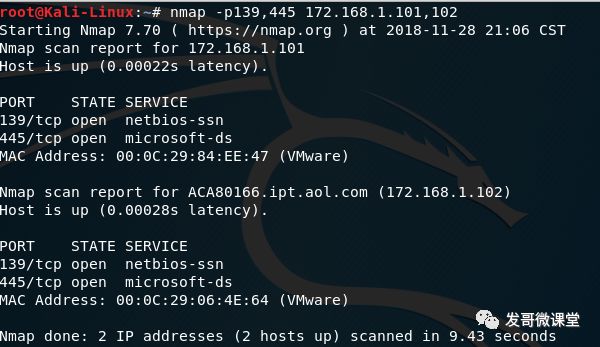 root@Kali-Linux:~# nmap -p139,445 172.168.1.101,102
Starting Nmap 7.70 ( https://nmap.org ) at 2018-11-28 21:06 CST
Nmap scan report for 172.168.1.101
Host is up (0.00022s latency).
PORT    STATE SERVICE
139/tcp open  netbios-ssn
445/tcp open  microsoft-ds
MAC Address: 00:0C:29:84:EE:47 (VMware)
Nmap scan report for ACA80166.ipt.aol.com (172.168.1.102)
Host is up (0.00028s latency).
PORT    STATE SERVICE
139/tcp open  netbios-ssn
445/tcp open  microsoft-ds
MAC Address: 00:0C:29:06:4E:64 (VMware)
发哥微课堂
Nmap done: 2 IP addresses (2 hosts up) scanned in 9.43 seconds